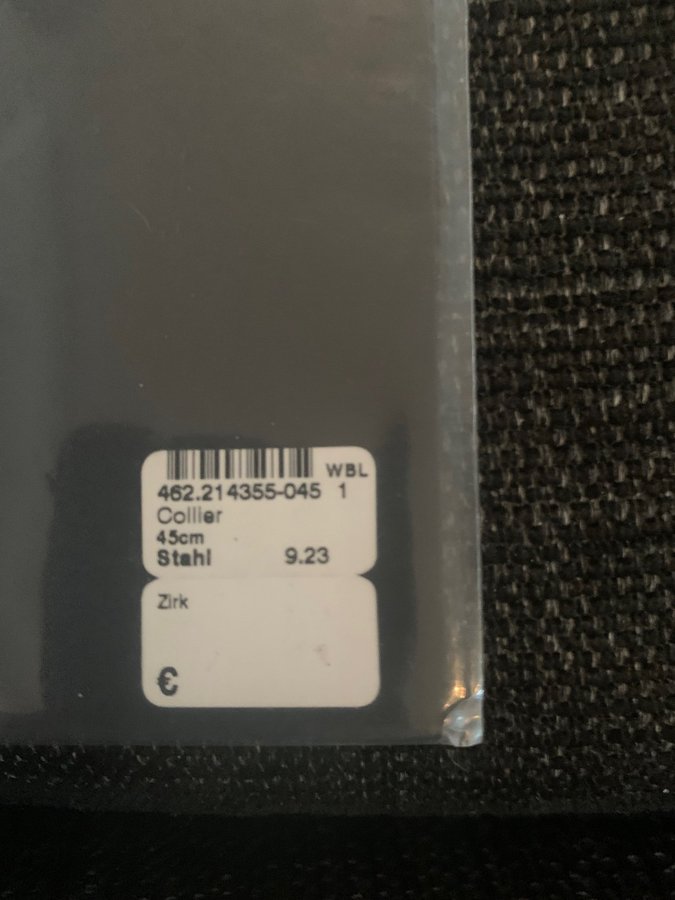 WBL
462.214355-045 1
Collier
45cm
Stahl 9.23
Zirk
€